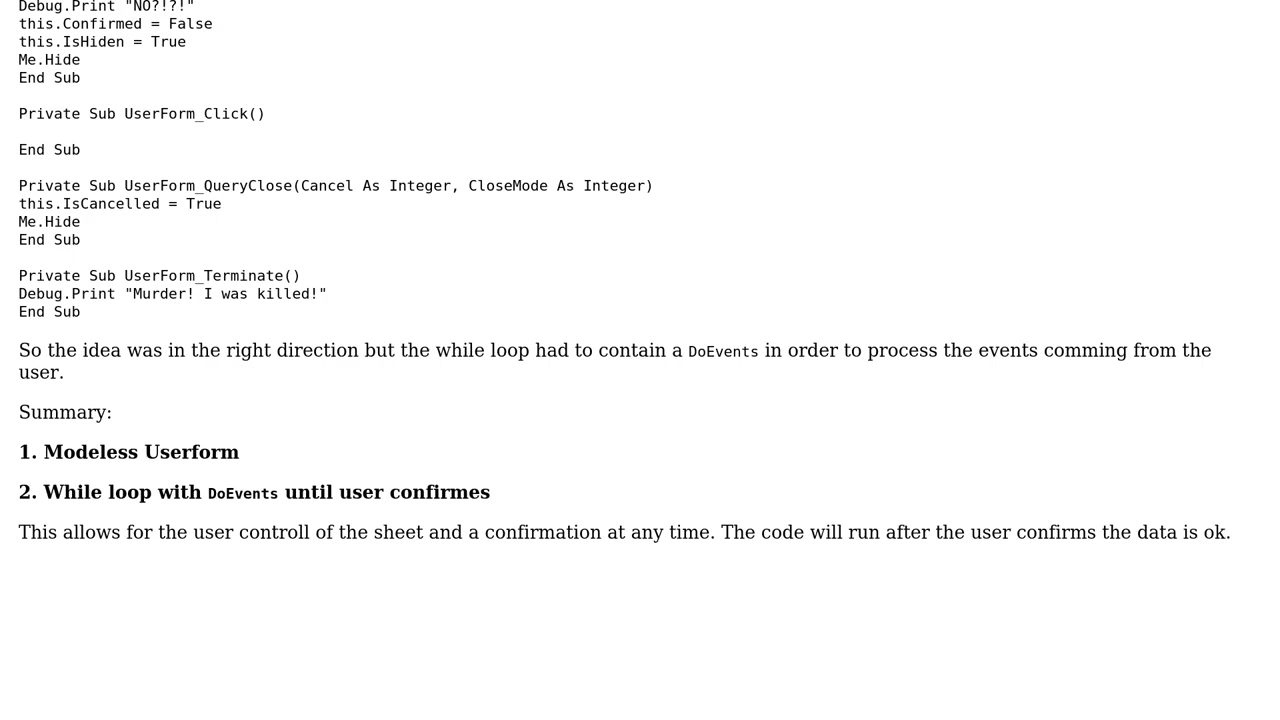 Debug.Print "NO?!?!"
this.Confirmed = False
this.IsHiden = True
Me.Hide
End Sub
Private Sub UserForm_Click()
End Sub
Private Sub UserForm_QueryClose(Cancel As Integer, CloseMode As Integer)
this.IsCancelled = True
Me.Hide
End Sub
Private Sub UserForm_Terminate()
Debug.Print "Murder! I was killed!"
End Sub
So the idea was in the right direction but the while loop had to contain a DoEvents in order to process the events comming from the
user.
Summary:
1. Modeless Userform
2. While loop with DoEvents until user confirmes
This allows for the user controll of the sheet and a confirmation at any time. The code will run after the user confirms the data is ok.